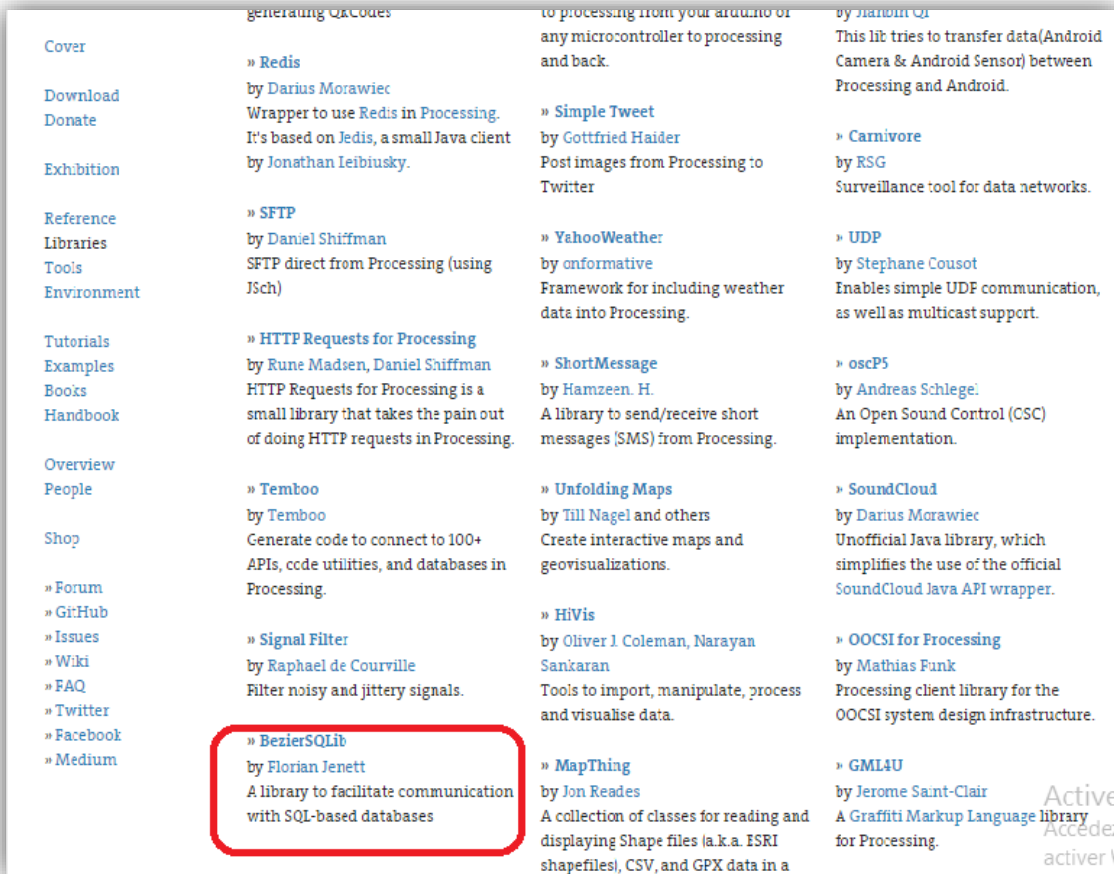 Cover
Download
Donate
Exhibition
Reference
Libraries
Tools
Environment
Tutorials
Examples
Books
Handbook
Overview
People
Shop
» Forum
» GitHub
» Issues
» Wiki
» FAQ
» Twitter
» Facebook
» Medium
generating QRCodes
» Redis
by Darius Morawiec
Wrapper to use Redis in Processing.
It's based on Jedis, a small Java client
by Jonathan Leibiusky.
» SFTP
by Daniel Shiffman
SFTP direct from Processing (using
JSch)
» HTTP Requests for Processing
by Rune Madsen, Daniel Shiffman
HTTP Requests for Processing is a
small library that takes the pain out
of doing HTTP requests in Processing.
» Temboo
by Temboo
Generate code to connect to 100+
APIs, code utilities, and databases in
Processing.
» Signal Filter
by Raphael de Courville
Filter noisy and jittery signals.
» BezierSQLib
by Florian Jenett
A library to facilitate communication
with SQL-based databases
to processing from your arduino or
any microcontroller to processing
and back.
» Simple Tweet
by Gottfried Haider
Post images from Processing to
Twitter
» YahooWeather
by onformative
Framework for including weather
data into Processing.
» ShortMessage
by Hamzeen. H.
A library to send/receive short
messages (SMS) from Processing.
» Unfolding Maps
by Till Nagel and others
Create interactive maps and
geovisualizations.
» HiVis
by Oliver J. Coleman, Narayan
Sankaran
Tools to import, manipulate, process
and visualise data.
» MapThing
by Jon Reades
A collection of classes for reading and
displaying Shape files (a.k.a. ESRI
shapefiles), CSV, and GPX data in a
by Jianbin Qi
This lib tries to transfer data(Android
Camera & Android Sensor) between
Processing and Android.
» Carnivore
by RSG
Surveillance tool for data networks.
» UDP
by Stephane Cousot
Enables simple UDP communication,
as well as multicast support.
» oscP5
by Andreas Schlegel
An Open Sound Control (OSC)
implementation.
» SoundCloud
by Darius Morawiec
Unofficial Java library, which
simplifies the use of the official
SoundCloud Java API wrapper.
» OOCSI for Processing
by Mathias Funk
Processing client library for the
OOCSI system design infrastructure.
» GML4U
by Jerome Saint-Clair
A Graffiti Markup Language library
for Processing.
Active
Accédez
activer W